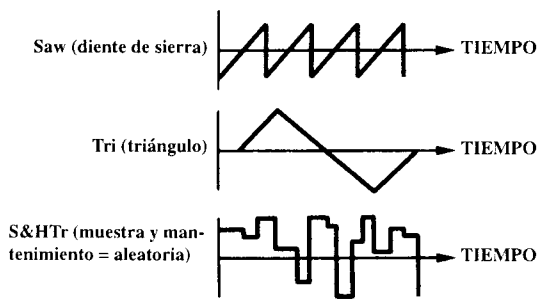 Saw (diente de sierra) TIEMPO
Tri (triángulo) TIEMPO
S&HTr (muestra y man-
tenimiento = aleatoria) TIEMPO